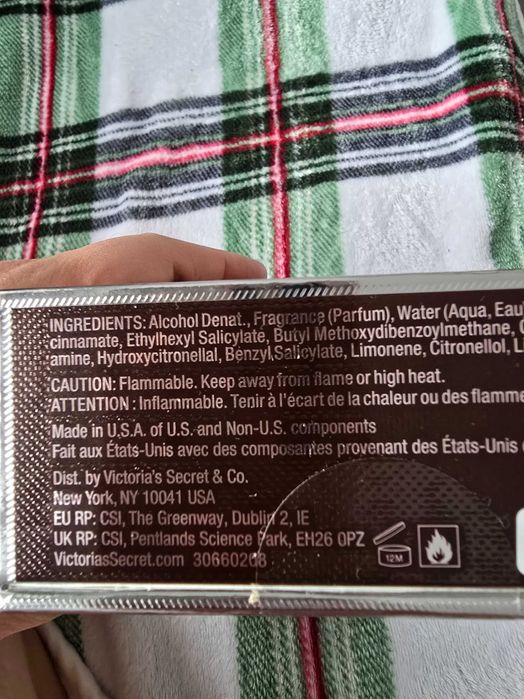 INGREDIENTS: Alcohol Denat., Fragrance (Parfum), Water (Aqua, Eau
cinnamate, Ethylhexyl Salicylate, Butyl Methoxydibenzoylmethane,
amine, Hydroxycitronellal, Benzyl Salicylate, Limonene, Citronellol,
CAUTION: Flammable. Keep away from flame or high heat.
ATTENTION : Inflammable. Tenir à l'écart de la chaleur ou des flamme
Made in U.S.A. of U.S. and Non-U.S. components
Fait aux États-Unis avec des composantes provenant des États-Unis
Dist. by Victoria's Secret & Co.
New York, NY 10041 USA
EU RP: CSI, The Greenway, Dublin 2, IE
UK RP: CSI, Pentlands Science Park, EH26 0PZ
VictoriasSecret.com 30660268
12M